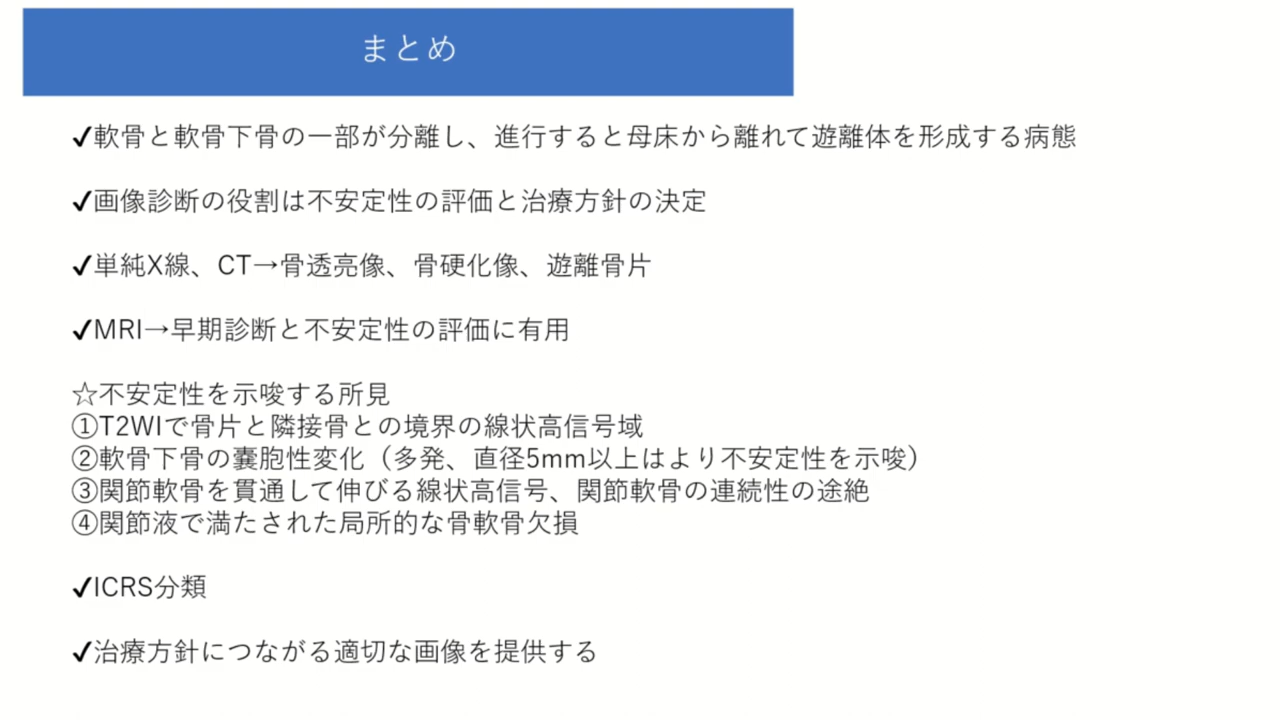 まとめ
✓軟骨と軟骨下骨の一部が分離し、進行すると母床から離れて遊離体を形成する病態
✓画像診断の役割は不安定性の評価と治療方針の決定
✓単純X線、CT→骨透亮像、骨硬化像、遊離骨片
✓MRI→早期診断と不安定性の評価に有用
☆不安定性を示唆する所見
①T2WIで骨片と隣接骨との境界の線状高信号域
②軟骨下骨の嚢胞性変化（多発、直径5mm以上はより不安定性を示唆）
③関節軟骨を貫通して伸びる線状高信号、関節軟骨の連続性の途絶
④関節液で満たされた局所的な骨軟骨欠損
✓ICRS分類
✓治療方針につながる適切な画像を提供する